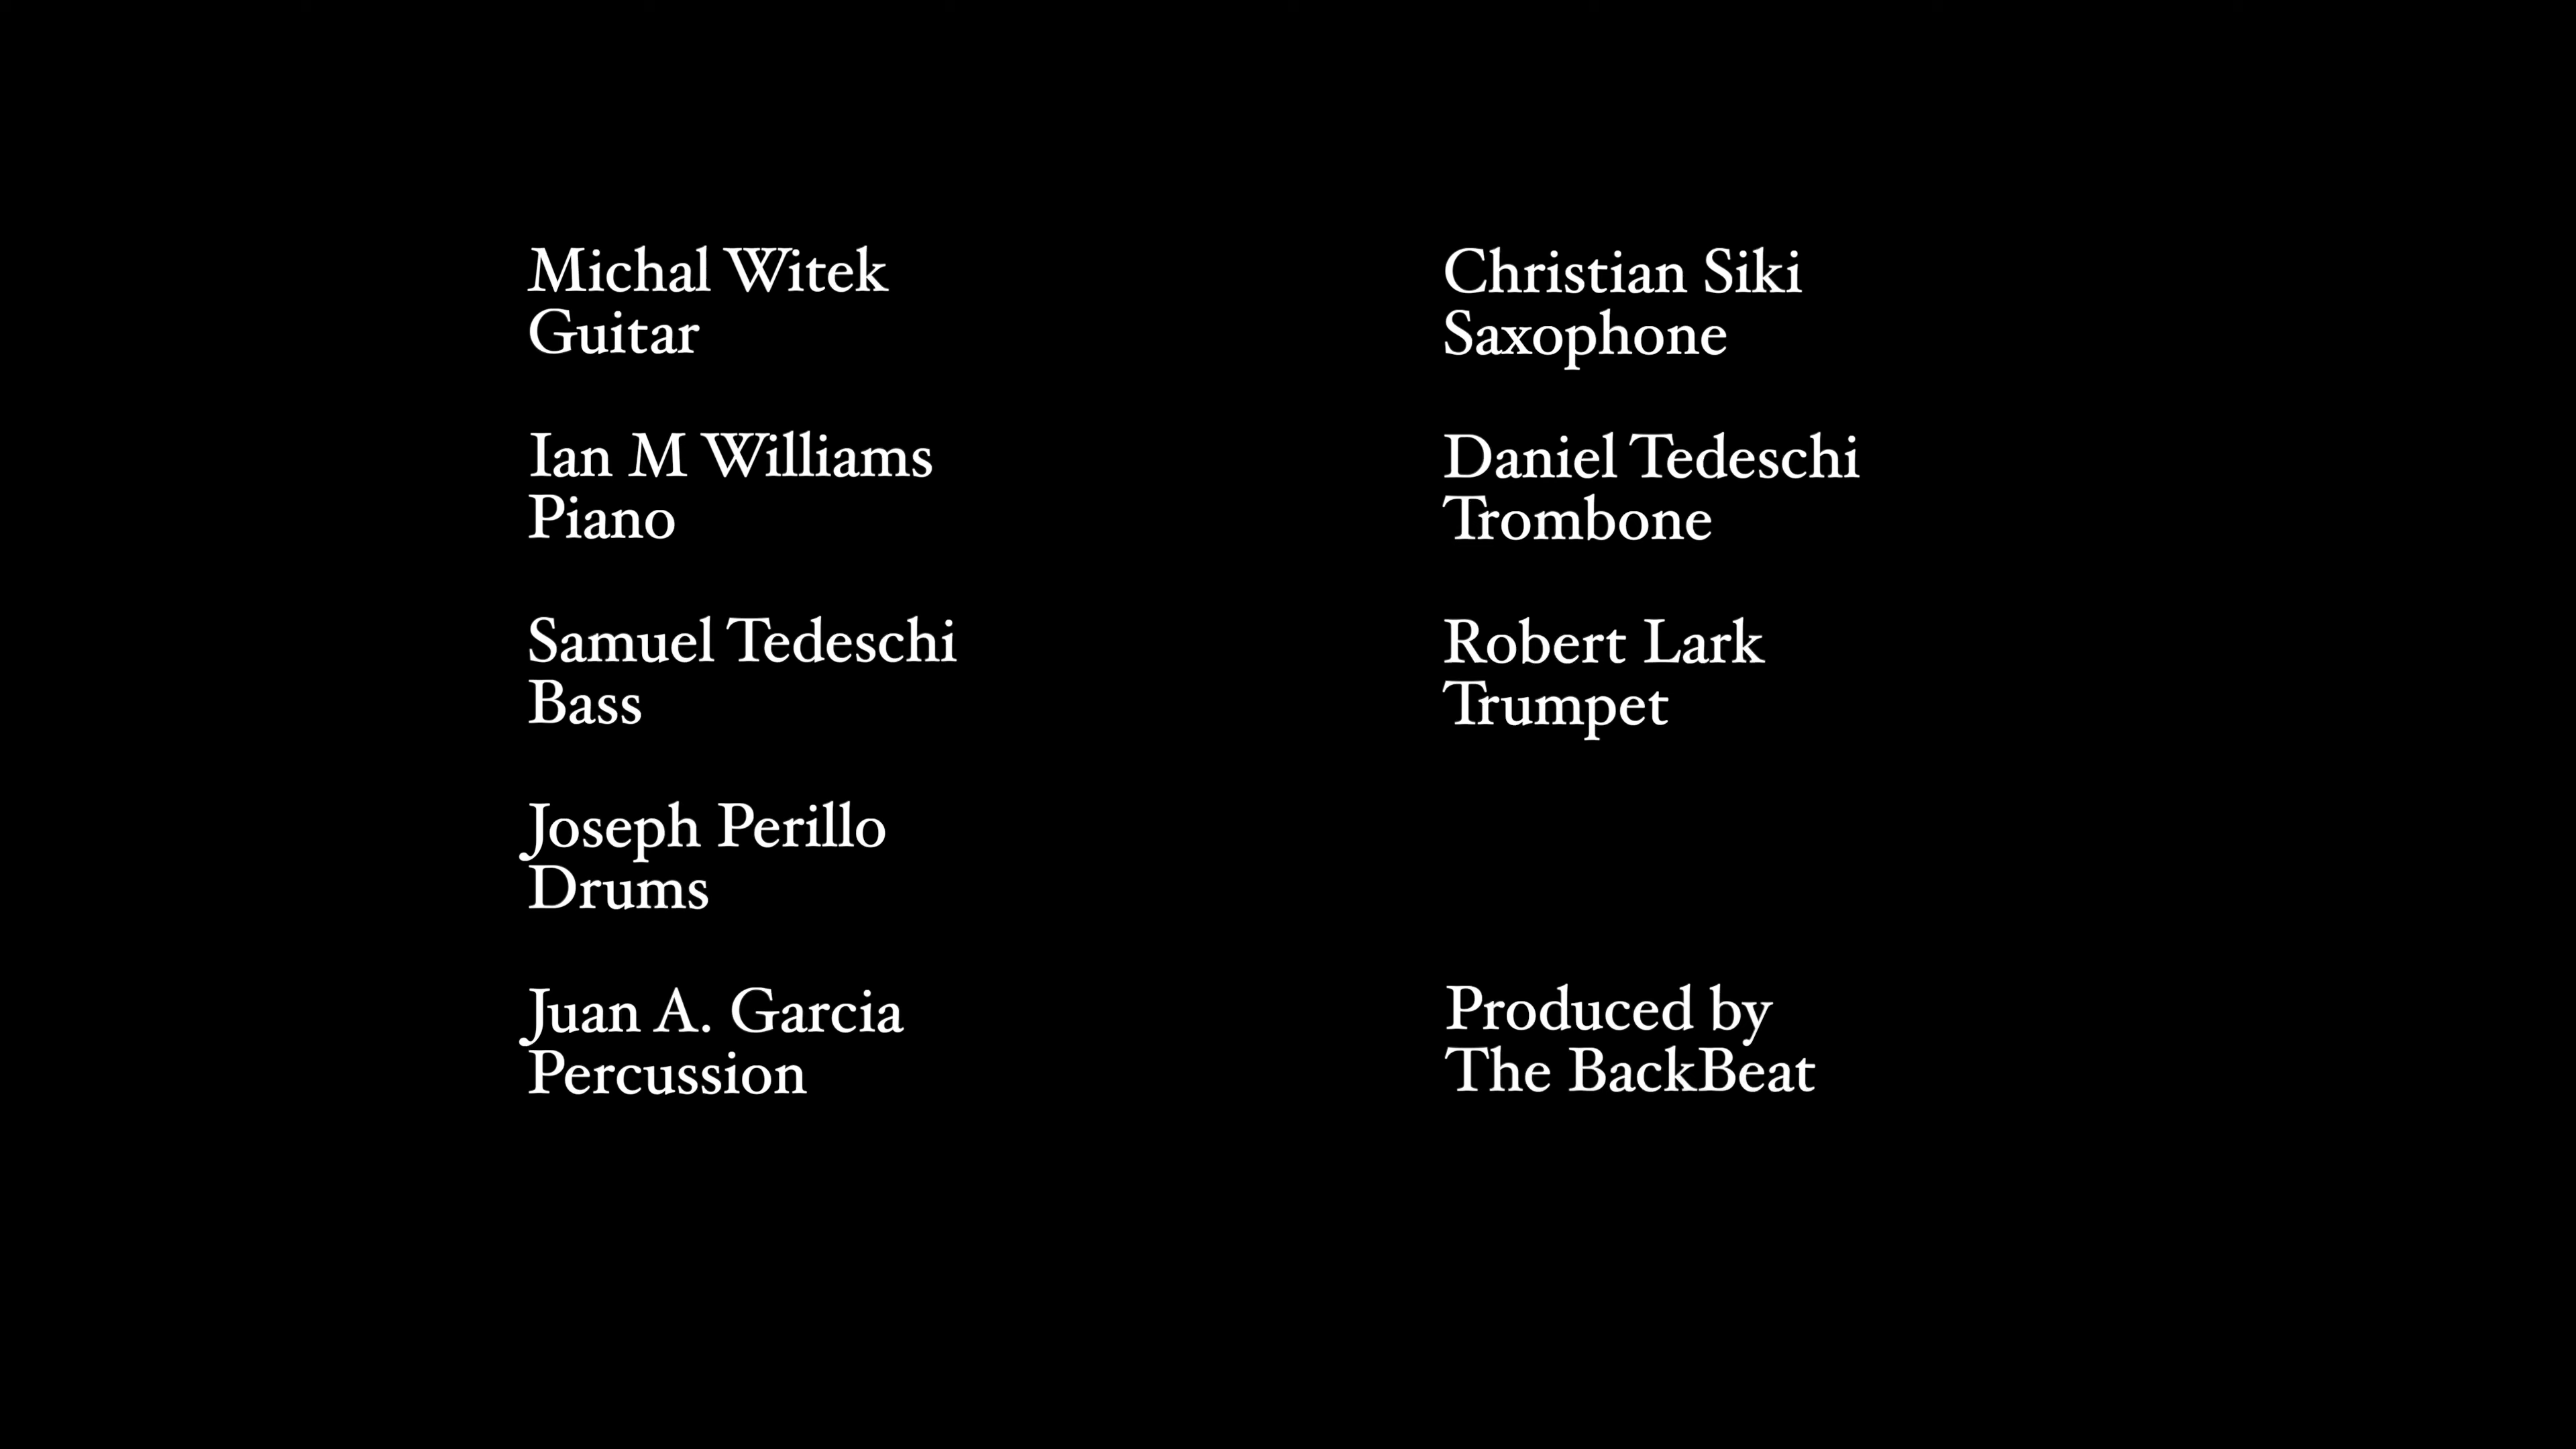 Michal Witek
Guitar
Ian M Williams
Piano
Samuel Tedeschi
Bass
Joseph Perillo
Drums
Juan A. Garcia
Percussion
Christian Siki
Saxophone
Daniel Tedeschi
Trombone
Robert Lark
Trumpet
Produced by
The BackBeat